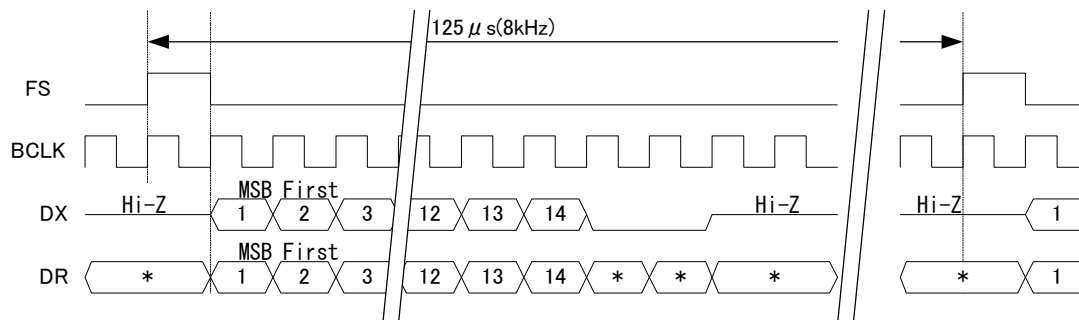 125 μ s(8kHz)
FS
BCLK
MSB First
DX Hi-Z 1 2 3 12 13 14 Hi-Z Hi-Z 1
MSB First
DR * 1 2 3 12 13 14 * * * * 1